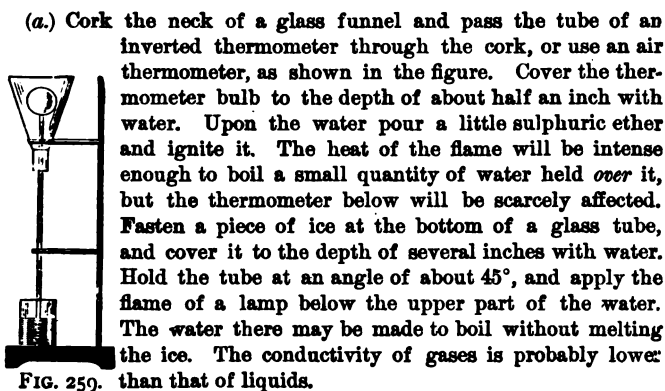 (a.) Cork the neck of a glass funnel and pass the tube of an
inverted thermometer through the cork, or use an air
thermometer, as shown in the figure. Cover the ther-
mometer bulb to the depth of about half an inch with
water. Upon the water pour a little sulphuric ether
and ignite it. The heat of the flame will be intense
enough to boil a small quantity of water held over it,
but the thermometer below will be scarcely affected.
Fasten a piece of ice at the bottom of a glass tube,
and cover it to the depth of several inches with water.
Hold the tube at an angle of about 45°, and apply the
flame of a lamp below the upper part of the water.
The water there may be made to boil without melting
the ice. The conductivity of gases is probably lower
than that of liquids.
FIG. 259.